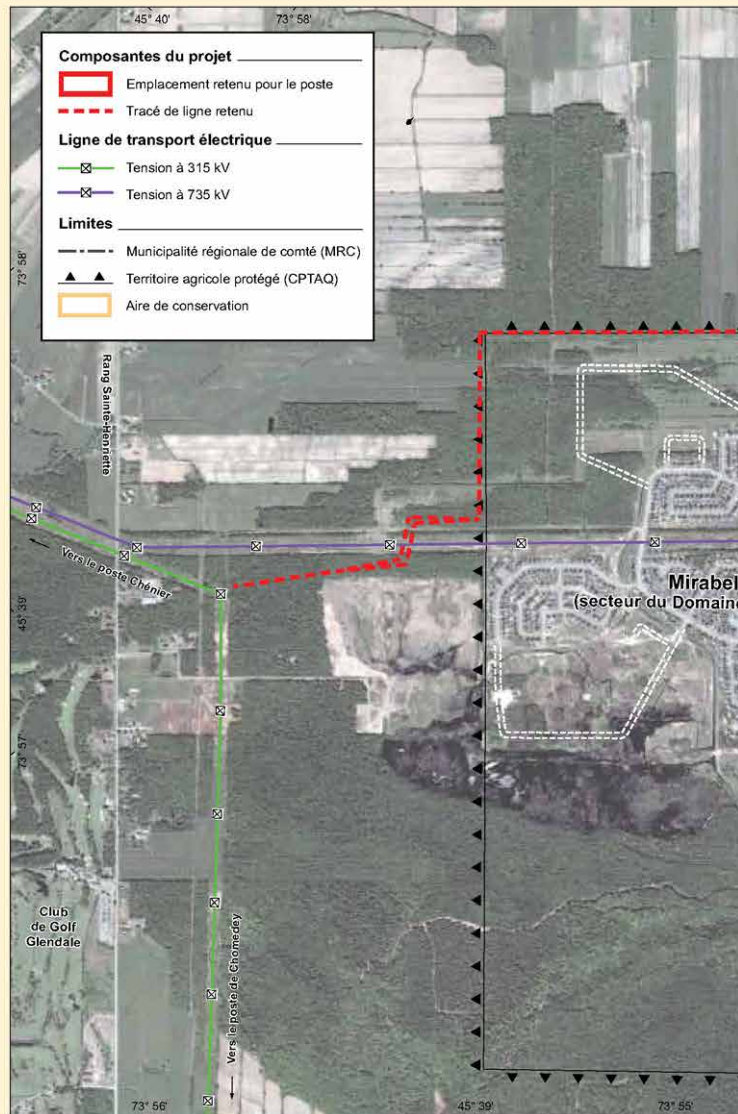 45° 40'
73° 58'
Composantes du projet
Emplacement retenu pour le poste
Tracé de ligne retenu
Ligne de transport électrique
Tension à 315 kV
Tension à 735 kV
Limites
Municipalité régionale de comté (MRC)
Territoire agricole protégé (CPTAQ)
Aire de conservation
73° 58'
Rang Sainte-Henriette
Vers le poste Chénier
45° 39'
Mirabel
(secteur du Domaine
73° 57'
Club
de Golf
Glendale
Vers le poste de Chomedey
73° 56'
45° 39'
73° 55'